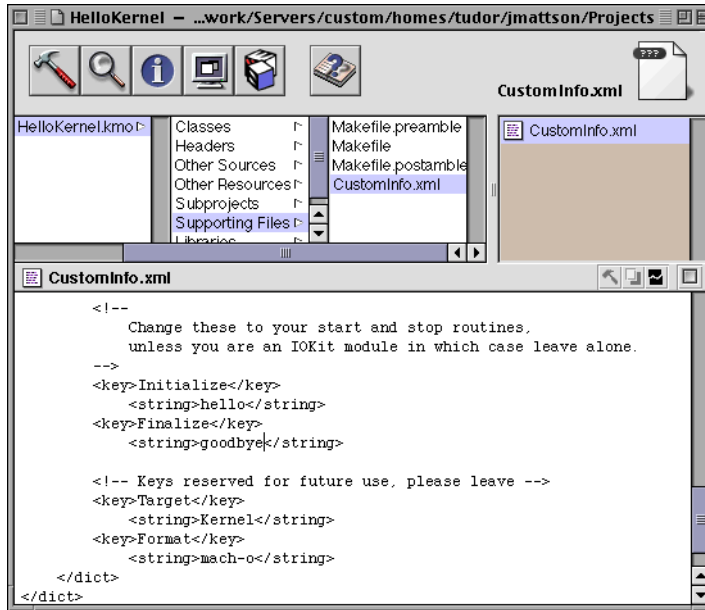 HelloKernel — ...work/Servers/custom/homes/tudor/jmattson/Projects
???
CustomInfo.xml
HelloKernel.kmo
Classes
Headers
Other Sources
Other Resources
Subprojects
Supporting Files
Libraries
Makefile.preamble
Makefile
Makefile.postamble
CustomInfo.xml
CustomInfo.xml
CustomInfo.xml
<!--
Change these to your start and stop routines,
unless you are an IOKit module in which case leave alone.
-->
<key>Initialize</key>
<string>hello</string>
<key>Finalize</key>
<string>goodbye</string>
<!-- Keys reserved for future use, please leave -->
<key>Target</key>
<string>Kernel</string>
<key>Format</key>
<string>mach-o</string>
</dict>
</dict>